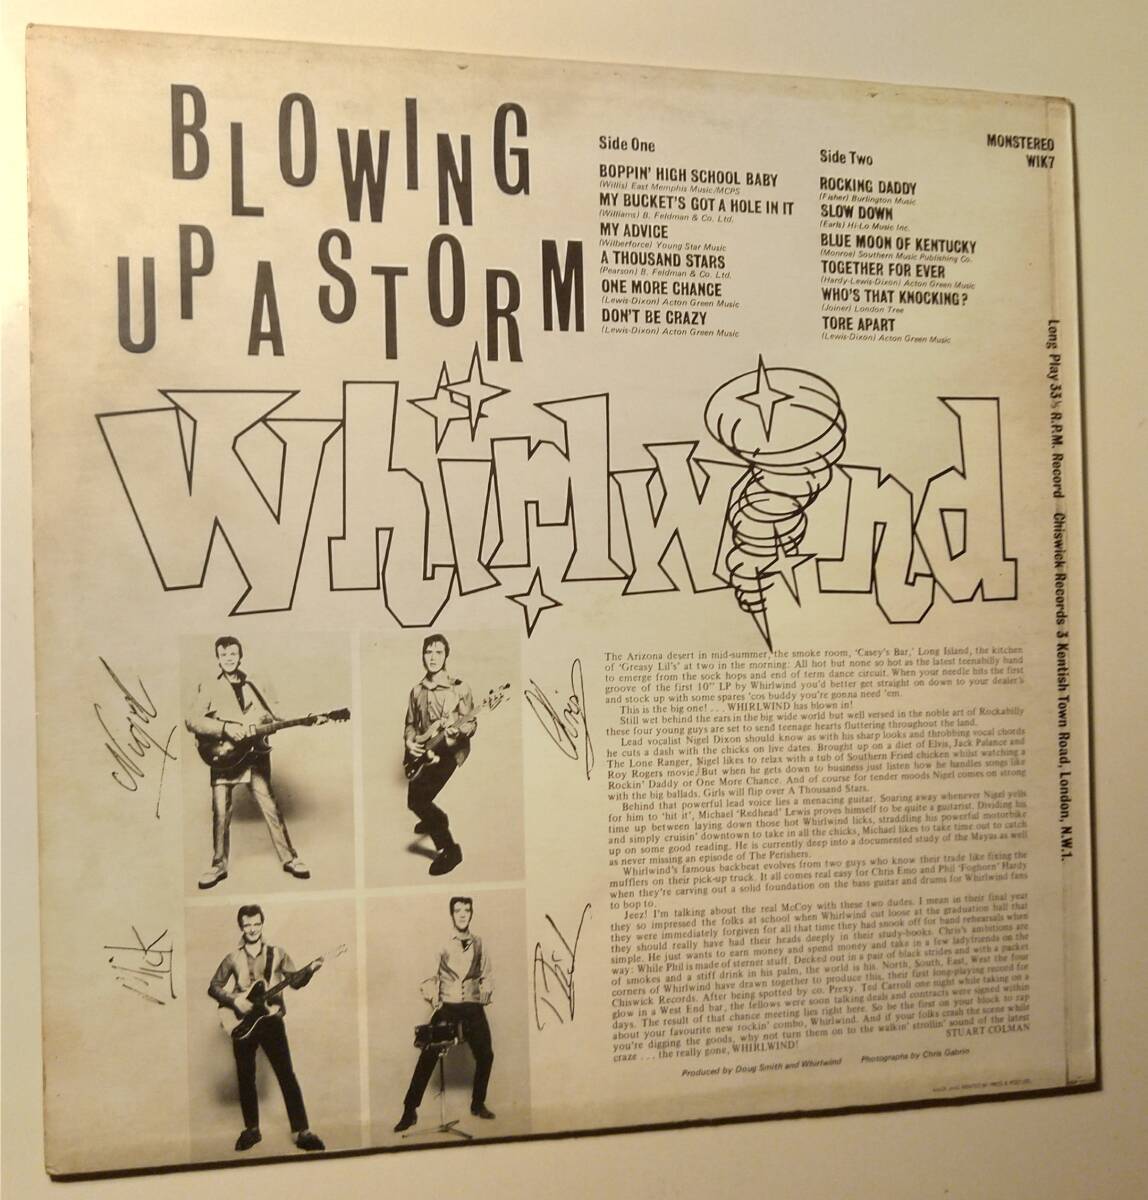 BLOWING
UP A STORM
Side One
BOPPIN' HIGH SCHOOL BABY
(Willis) East Memphis Music/MCPS
MY BUCKET'S GOT A HOLE IN IT
(Williams) B. Feldman & Co. Ltd.
MY ADVICE
(Wilberforce) Young Star Music
A THOUSAND STARS
(Pearson) B. Feldman & Co. Ltd.
ONE MORE CHANCE
(Lewis-Dixon) Acton Green Music
DON'T BE CRAZY
(Lewis-Dixon) Acton Green Music
Side Two
ROCKING DADDY
(Fisher) Burlington Music
SLOW DOWN
(Earls) Hi-Lo Music Inc.
BLUE MOON OF KENTUCKY
(Monroe) Southern Music Publishing Co.
TOGETHER FOR EVER
(Hardy-Lewis-Dixon) Acton Green Music
WHO'S THAT KNOCKING?
(Joiner) London Tree
TORE APART
(Lewis-Dixon) Acton Green Music
MONSTEREO
WIK7
Long Play 33⅓ R.P.M. Record Chiswick Records 3 Kentish Town Road, London, N.W.1.
Whirlwind
Nigel
Chris
Mick
Phil
The Arizona desert in mid-summer, the smoke room, 'Casey's Bar,' Long Island, the kitchen
of 'Greasy Lil's' at two in the morning: All hot but none so hot as the latest teenabilly band
to emerge from the sock hops and end of term dance circuit. When your needle hits the first
groove of the first 10" LP by Whirlwind you'd better get straight on down to your dealer's
and stock up with some spares 'cos buddy you're gonna need 'em.
This is the big one! . . . WHIRLWIND has blown in!
Still wet behind the ears in the big wide world but well versed in the noble art of Rockabilly
these four young guys are set to send teenage hearts fluttering throughout the land.
Lead vocalist Nigel Dixon should know as with his sharp looks and throbbing vocal chords
he cuts a dash with the chicks on live dates. Brought up on a diet of Elvis, Jack Palance and
The Lone Ranger, Nigel likes to relax with a tub of Southern Fried chicken whilst watching a
Roy Rogers movie. But when he gets down to business just listen how he handles songs like
Rockin' Daddy or One More Chance. And of course for tender moods Nigel comes on strong
with the big ballads. Girls will flip over A Thousand Stars.
Behind that powerful lead voice lies a menacing guitar. Soaring away whenever Nigel yells
for him to 'hit it', Michael 'Redhead' Lewis proves himself to be quite a guitarist. Dividing his
time up between laying down those hot Whirlwind licks, straddling his powerful motorbike
and simply cruisin' downtown to take in all the chicks, Michael likes to take time out to catch
up on some good reading. He is currently deep into a documented study of the Mayas as well
as never missing an episode of The Perishers.
Whirlwind's famous backbeat evolves from two guys who know their trade like fixing the
mufflers on their pick-up truck. It all comes real easy for Chris Emo and Phil 'Foghorn' Hardy
when they're carving out a solid foundation on the bass guitar and drums for Whirlwind fans
to bop to.
Jeez! I'm talking about the real McCoy with these two dudes. I mean in their final year
they so impressed the folks at school when Whirlwind cut loose at the graduation ball that
they were immediately forgiven for all that time they had snook off for band rehearsals when
they should really have had their heads deeply in their study-books. Chris's ambitions are
simple. He just wants to earn money and spend money and take in a few ladyfriends on the
way: While Phil is made of sterner stuff. Decked out in a pair of black strides and with a packet
of smokes and a stiff drink in his palm, the world is his. North, South, East, West the four
corners of Whirlwind have drawn together to produce this, their first long-playing record for
Chiswick Records. After being spotted by co. Prexy. Ted Carroll one night while taking on a
glow in a West End bar, the fellows were soon talking deals and contracts were signed within
days. The result of that chance meeting lies right here. So be the first on your block to rap
about your favourite new rockin' combo, Whirlwind. And if your folks crash the scene while
you're digging the goods, why not turn them on to the walkin' strollin' sound of the latest
craze . . . the really gone, WHIRLWIND!
STUART COLMAN
Produced by Doug Smith and Whirlwind Photographs by Chris Gabrin